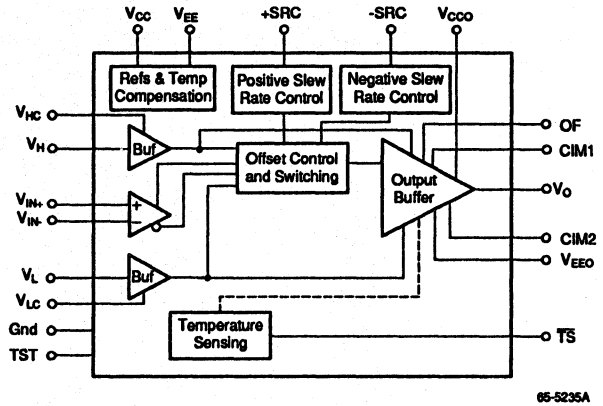 VCC VEE +SRC -SRC VCCO
Refs & Temp
Compensation
Positive Slew
Rate Control
Negative Slew
Rate Control
VHC
VH
Buf
Offset Control
and Switching
Output
Buffer
OF
CIM1
VIN+
VIN-
+
−
VO
VL
VLC
Buf
CIM2
VEEO
Gnd
TST
Temperature
Sensing
T̅S̅
65-5235A